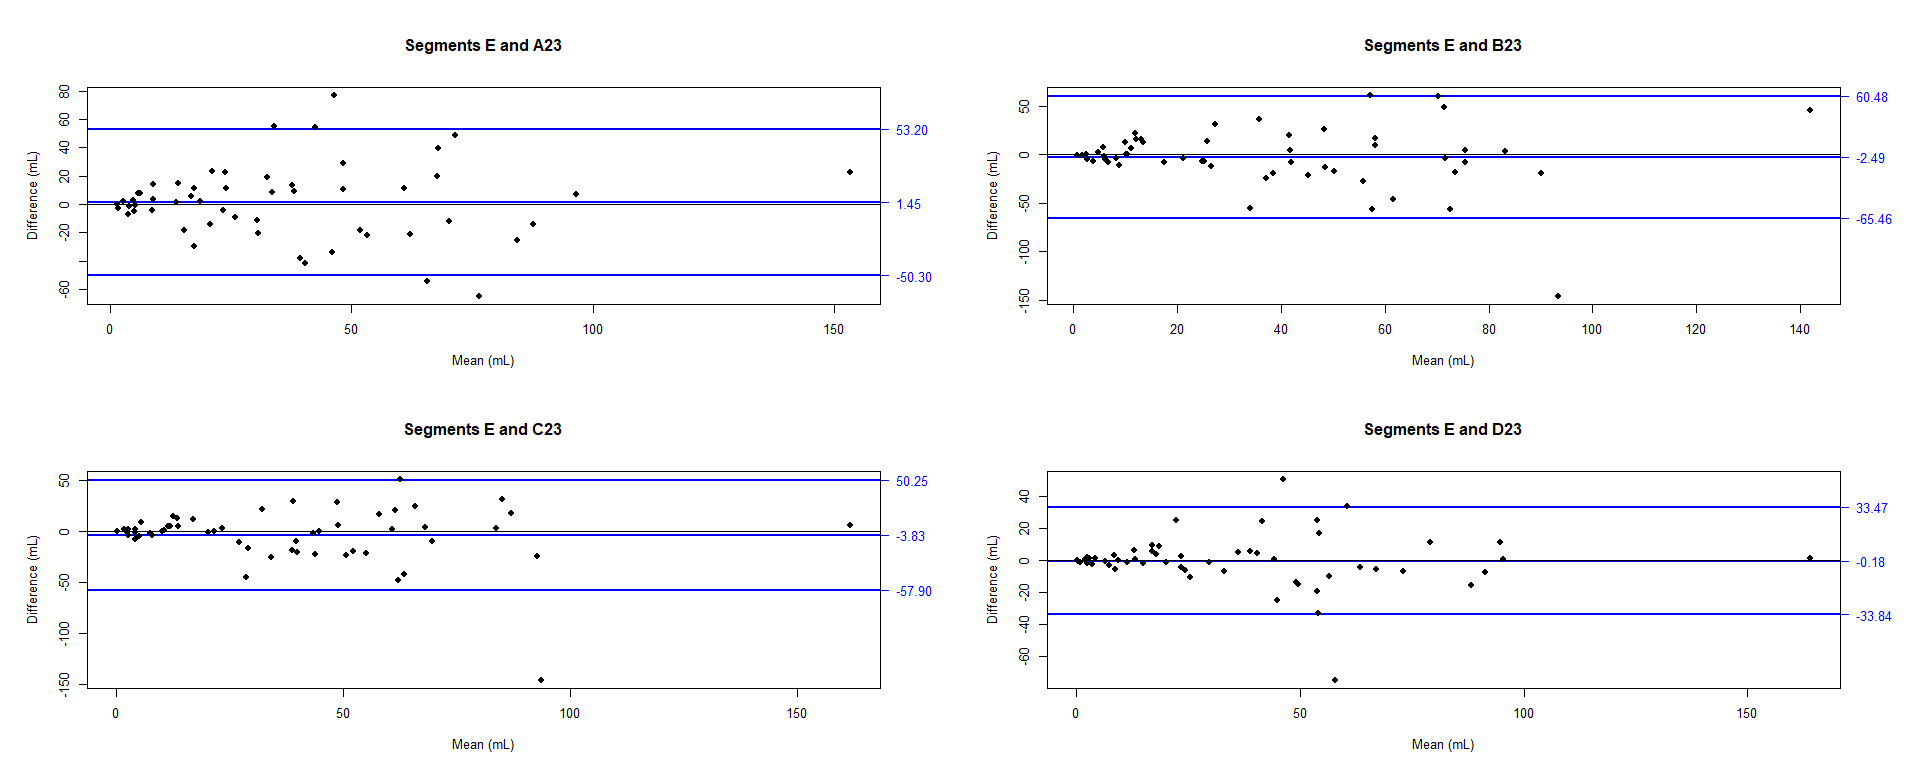 Segments E and A23
Difference (mL)
80
60
40
20
0
-20
-60
53.20
1.45
-50.30
0 50 100 150
Mean (mL)
Segments E and B23
Difference (mL)
50
0
-50
-100
-150
60.48
-2.49
-65.46
0 20 40 60 80 100 120 140
Mean (mL)
Segments E and C23
Difference (mL)
50
0
-50
-100
-150
50.25
-3.83
-57.90
0 50 100 150
Mean (mL)
Segments E and D23
Difference (mL)
40
20
0
-20
-40
-60
33.47
-0.18
-33.84
0 50 100 150
Mean (mL)